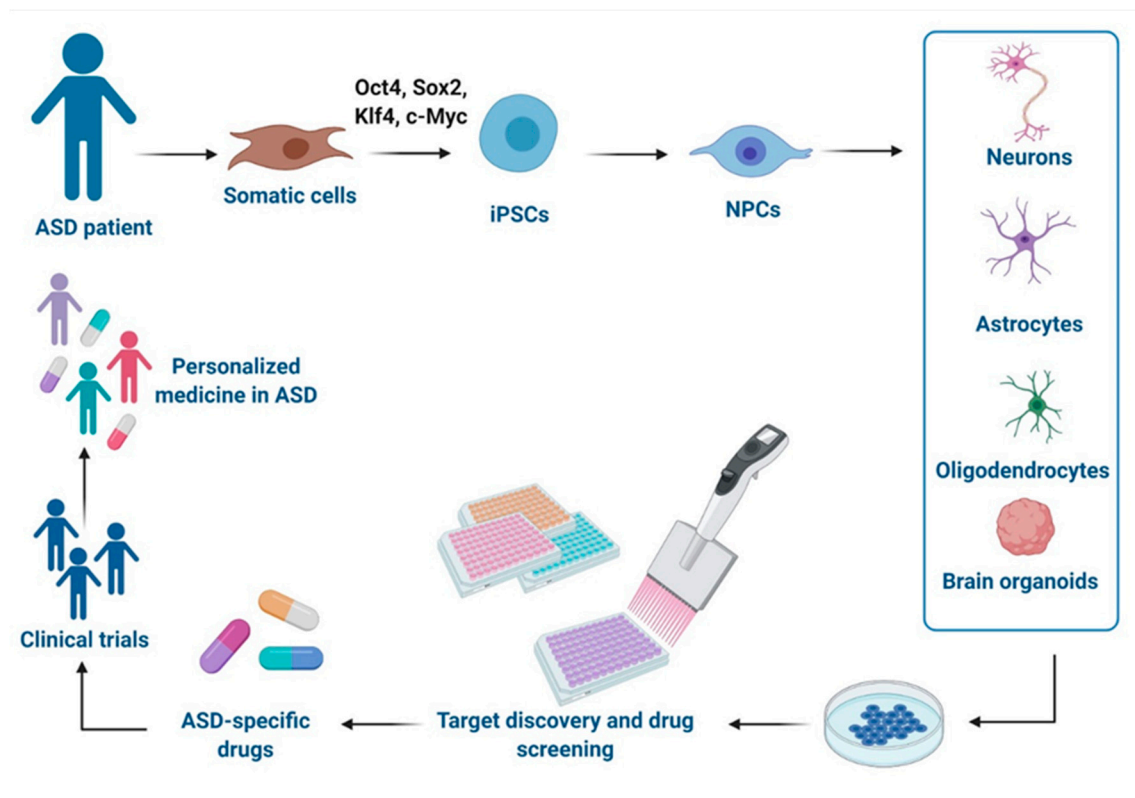 Oct4, Sox2,
Klf4, c-Myc
ASD patient
Somatic cells
iPSCs
NPCs
Neurons
Astrocytes
Oligodendrocytes
Brain organoids
Target discovery and drug
screening
ASD-specific
drugs
Clinical trials
Personalized
medicine in ASD